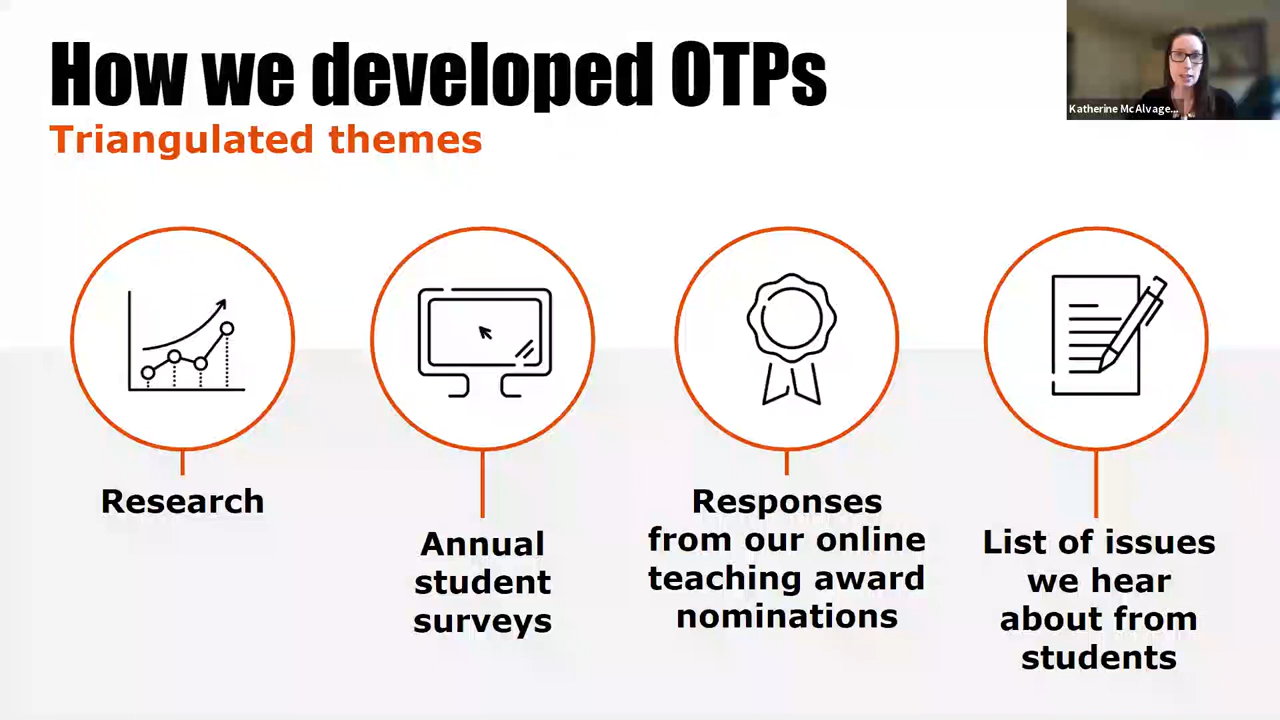 How we developed OTPs
Triangulated themes
Katherine McAlvage...
Research
Annual
student
surveys
Responses
from our online
teaching award
nominations
List of issues
we hear
about from
students